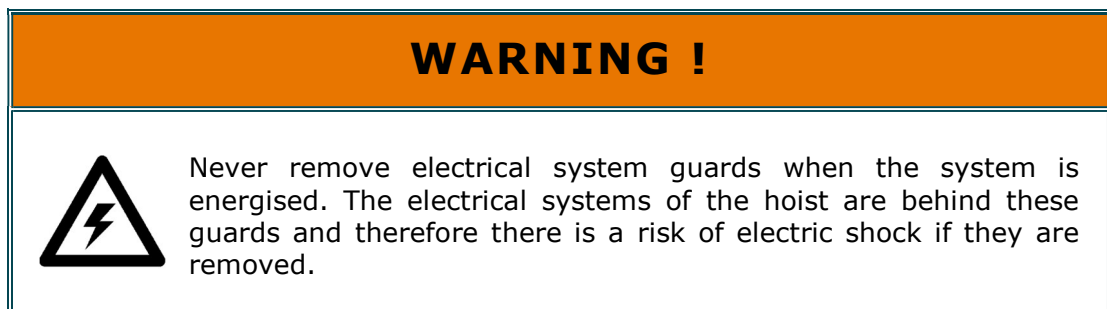 WARNING !
Never remove electrical system guards when the system is
energised. The electrical systems of the hoist are behind these
guards and therefore there is a risk of electric shock if they are
removed.